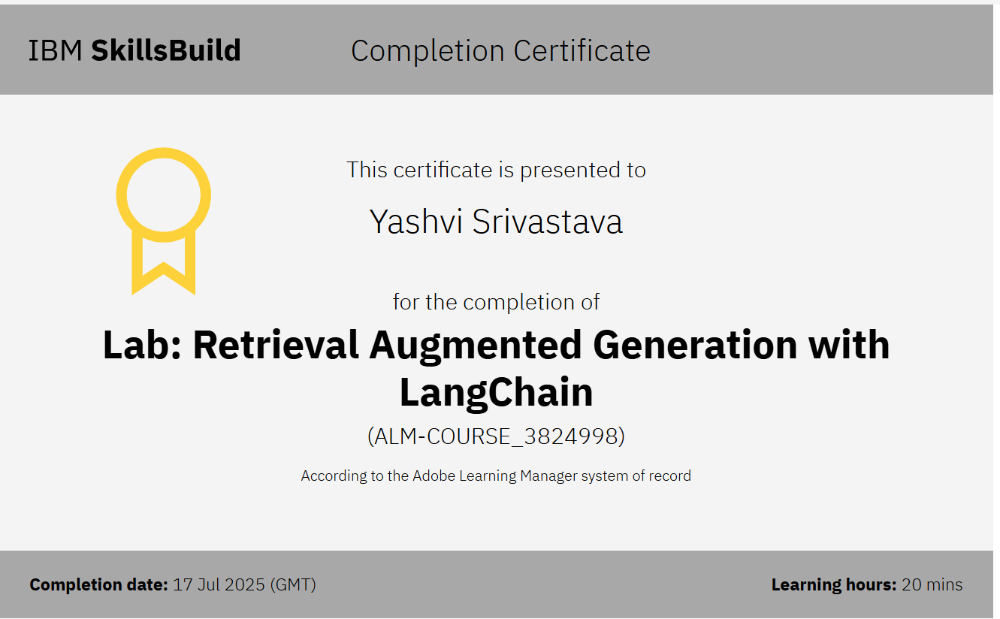 IBM SkillsBuild
Completion Certificate
This certificate is presented to
Yashvi Srivastava
for the completion of
Lab: Retrieval Augmented Generation with
LangChain
(ALM-COURSE_3824998)
According to the Adobe Learning Manager system of record
Completion date: 17 Jul 2025 (GMT)
Learning hours: 20 mins